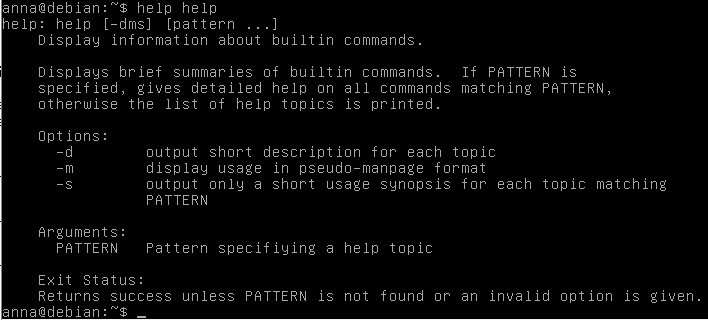 anna@debian:~$ help help
help: help [-dms] [pattern ...]
    Display information about builtin commands.

    Displays brief summaries of builtin commands.  If PATTERN is
    specified, gives detailed help on all commands matching PATTERN,
    otherwise the list of help topics is printed.

    Options:
      -d        output short description for each topic
      -m        display usage in pseudo-manpage format
      -s        output only a short usage synopsis for each topic matching
                PATTERN

    Arguments:
      PATTERN   Pattern specifiying a help topic

    Exit Status:
    Returns success unless PATTERN is not found or an invalid option is given.
anna@debian:~$ _